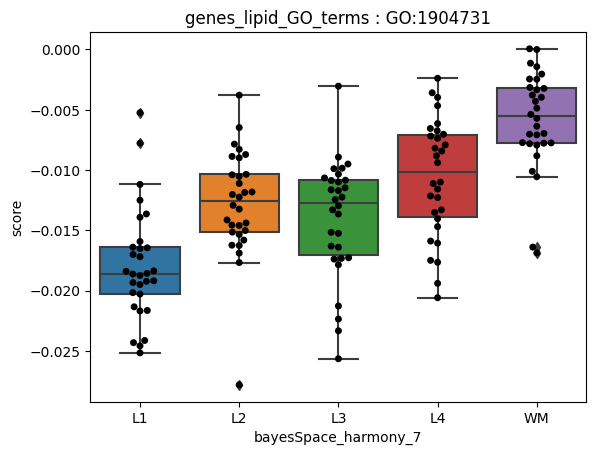 genes_lipid_GO_terms : GO:1904731
0.000
−0.005
−0.010
−0.015
−0.020
−0.025
score
L1 L2 L3 L4 WM
bayesSpace_harmony_7